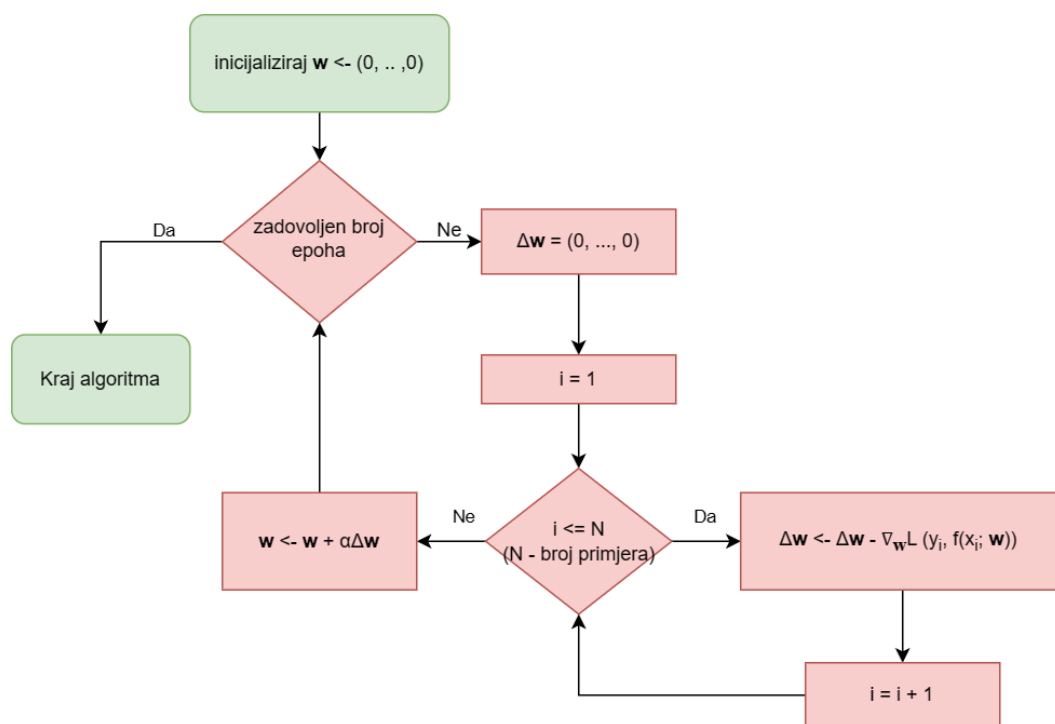 inicijaliziraj w <- (0, .. ,0)
zadovoljen broj
epoha
Da
Ne
Δw = (0, ..., 0)
Kraj algoritma
i = 1
i <= N
(N - broj primjera)
Ne
Da
w <- w + αΔw
Δw <- Δw - ∇wL (yi, f(xi; w))
i = i + 1